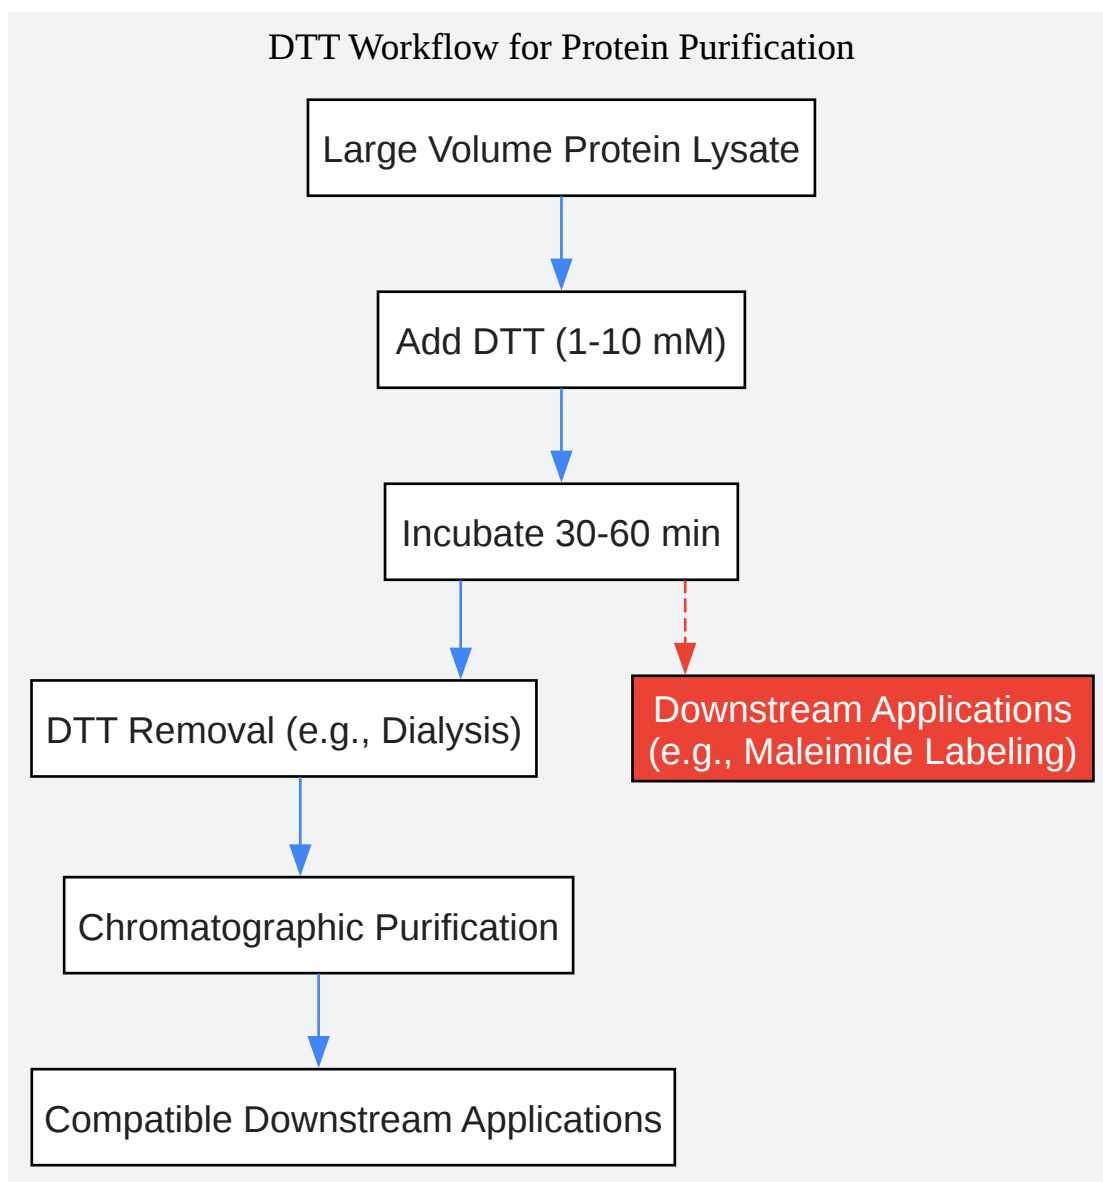 DTT Workflow for Protein Purification
Large Volume Protein Lysate
Add DTT (1-10 mM)
Incubate 30-60 min
DTT Removal (e.g., Dialysis)
Downstream Applications
(e.g., Maleimide Labeling)
Chromatographic Purification
Compatible Downstream Applications